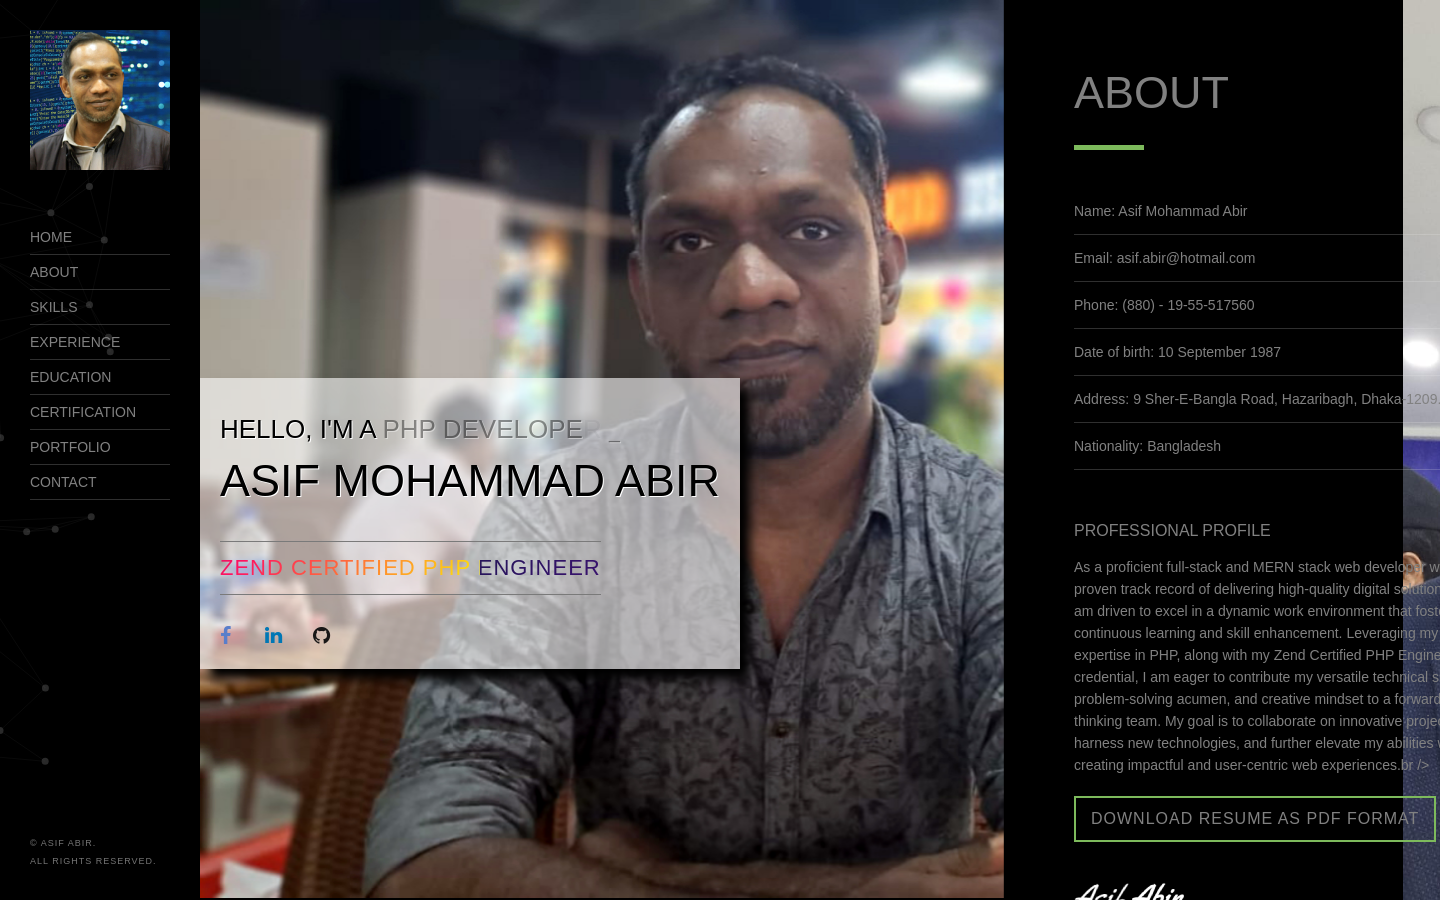 HOME
ABOUT
SKILLS
EXPERIENCE
EDUCATION
CERTIFICATION
PORTFOLIO
CONTACT
© ASIF ABIR.
ALL RIGHTS RESERVED.
HELLO, I'M A PHP DEVELOPE _
ASIF MOHAMMAD ABIR
ZEND CERTIFIED PHP ENGINEER
ABOUT
Name: Asif Mohammad Abir
Email: asif.abir@hotmail.com
Phone: (880) - 19-55-517560
Date of birth: 10 September 1987
Address: 9 Sher-E-Bangla Road, Hazaribagh, Dhaka-1209.
Nationality: Bangladesh
PROFESSIONAL PROFILE
As a proficient full-stack and MERN stack web developer w
proven track record of delivering high-quality digital solution
am driven to excel in a dynamic work environment that foste
continuous learning and skill enhancement. Leveraging my
expertise in PHP, along with my Zend Certified PHP Engine
credential, I am eager to contribute my versatile technical s
problem-solving acumen, and creative mindset to a forward
thinking team. My goal is to collaborate on innovative projec
harness new technologies, and further elevate my abilities w
creating impactful and user-centric web experiences.br />
DOWNLOAD RESUME AS PDF FORMAT
Asif Abir